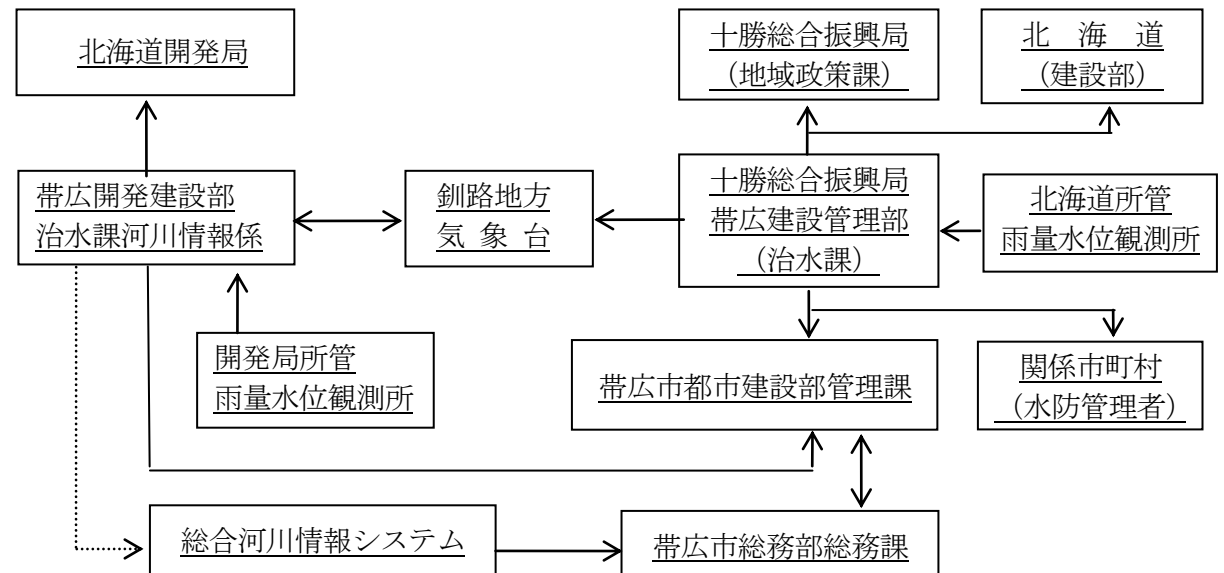 北海道開発局
十勝総合振興局
（地域政策課）
北　海　道
（建設部）
帯広開発建設部
治水課河川情報係
釧路地方
気 象 台
十勝総合振興局
帯広建設管理部
（治水課）
北海道所管
雨量水位観測所
開発局所管
雨量水位観測所
帯広市都市建設部管理課
関係市町村
（水防管理者）
総合河川情報システム
帯広市総務部総務課